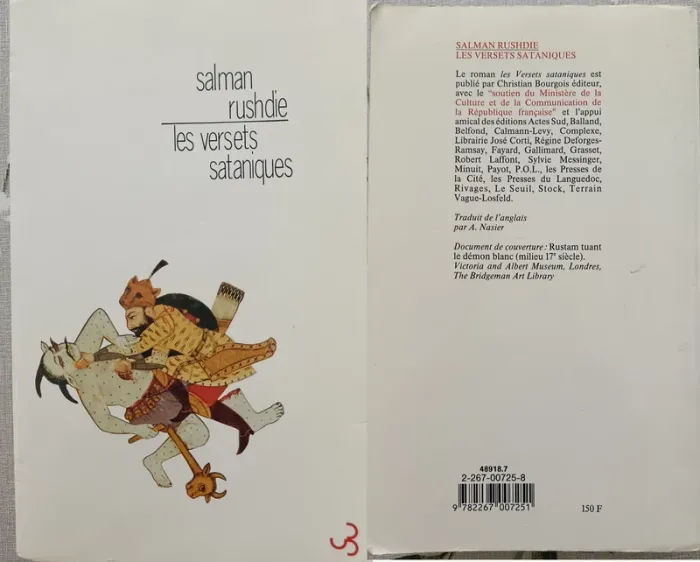 salman
rushdie
les versets
sataniques
SALMAN RUSHDIE
LES VERSETS SATANIQUES
Le roman les Versets sataniques est
publié par Christian Bourgois éditeur,
avec le "soutien du Ministère de la
Culture et de la Communication de
la République française" et l'appui
amical des éditions Actes Sud, Balland,
Belfond, Calmann-Levy, Complexe,
Librairie José Corti, Régine Deforges-
Ramsay, Fayard, Gallimard, Grasset,
Robert Laffont, Sylvie Messinger,
Minuit, Payot, P.O.L., les Presses de
la Cité, les Presses du Languedoc,
Rivages, Le Seuil, Stock, Terrain
Vague-Losfeld.
Traduit de l'anglais
par A. Nasier
Document de couverture : Rustam tuant
le démon blanc (milieu 17e siècle).
Victoria and Albert Museum, Londres,
The Bridgeman Art Library
48918.7
2-267-00725-8
9 782267 007251
150 F